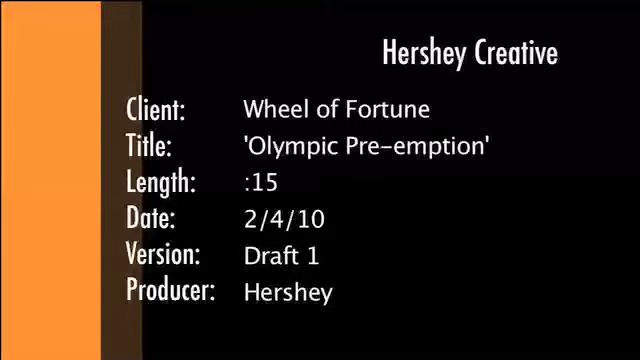 Hershey Creative
Client: Wheel of Fortune
Title: 'Olympic Pre-emption'
Length: :15
Date: 2/4/10
Version: Draft 1
Producer: Hershey